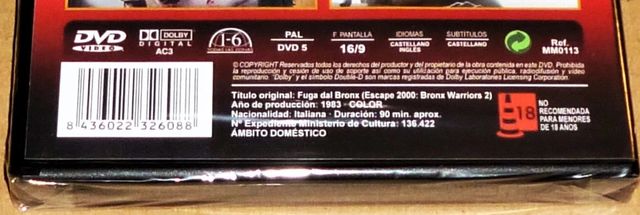 DVD VIDEO
DOLBY DIGITAL
AC3
1-6
PAL
DVD 5
F. PANTALLA
16/9
IDIOMAS
CASTELLANO
INGLÉS
SUBTÍTULOS
CASTELLANO
Ref.
MM0113
© COPYRIGHT Reservados todos los derechos del productor y del propietario de la obra contenida en este DVD. Prohibida
la reproducción y cesión de uso de soporte así como su utilización para ejecución pública, radiodifusión y vídeo
comunitario. "Dolby" y el símbolo Double-D son marcas registradas de Dolby Laboratories Licensing Corporation.
Título original: Fuga dal Bronx (Escape 2000: Bronx Warriors 2)
Año de producción: 1983 · COLOR
Nacionalidad: Italiana · Duración: 90 min. aprox.
Nº Expediente Ministerio de Cultura: 136.422
ÁMBITO DOMÉSTICO
18
NO
RECOMENDADA
PARA MENORES
DE 18 AÑOS
8 436022 326088